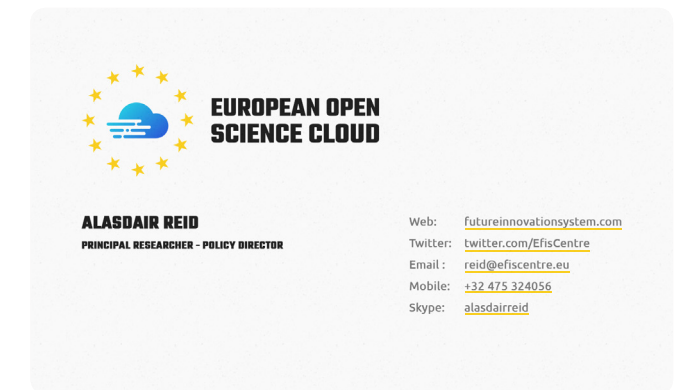 EUROPEAN OPEN
SCIENCE CLOUD
ALASDAIR REID
PRINCIPAL RESEARCHER - POLICY DIRECTOR
Web: futureinnovationsystem.com
Twitter: twitter.com/EfisCentre
Email : reid@efiscentre.eu
Mobile: +32 475 324056
Skype: alasdairreid